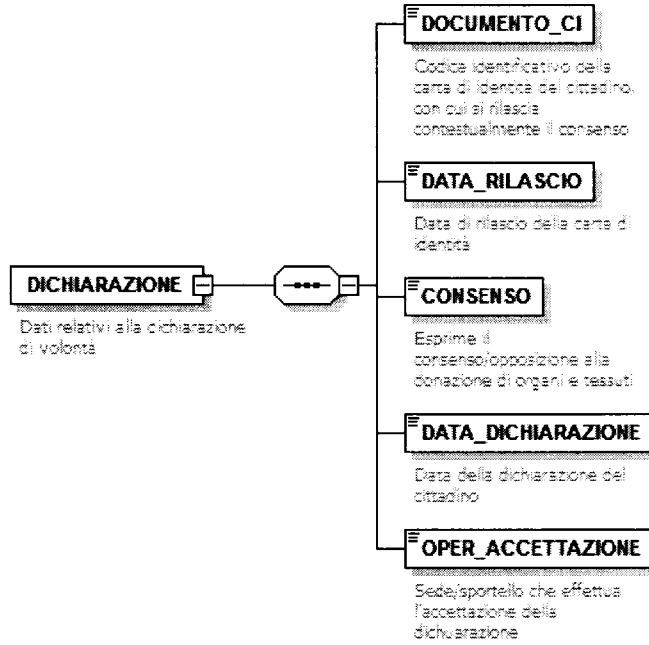 DOCUMENTO_CI
Codice identificativo della
carta di identità del cittadino,
con cui si rilascia
contestualmente il consenso
DATA_RILASCIO
Data di rilascio della carta di
identità
DICHIARAZIONE
Dati relativi alla dichiarazione
di volontà
CONSENSO
Esprime il
consenso/opposizione alla
donazione di organi e tessuti
DATA_DICHIARAZIONE
Data della dichiarazione del
cittadino
OPER_ACCETTAZIONE
Sede/sportello che effettua
l'accettazione della
dichiarazione